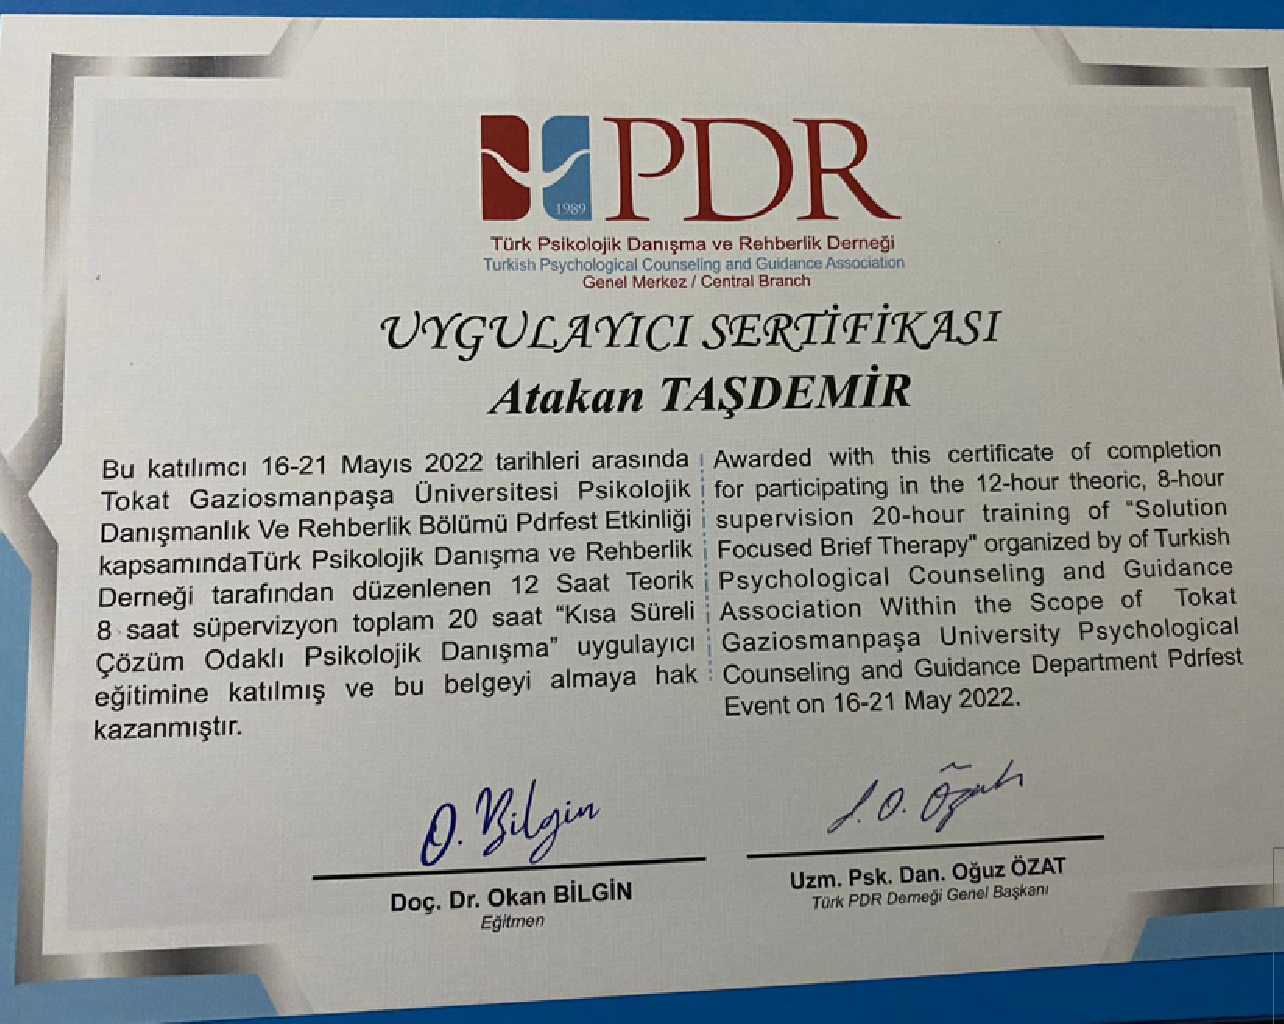 PDR
1989
Türk Psikolojik Danışma ve Rehberlik Derneği
Turkish Psychological Counseling and Guidance Association
Genel Merkez / Central Branch
UYGULAYICI SERTİFİKASI
Atakan TAŞDEMİR
Bu katılımcı 16-21 Mayıs 2022 tarihleri arasında
Tokat Gaziosmanpaşa Üniversitesi Psikolojik
Danışmanlık Ve Rehberlik Bölümü Pdrfest Etkinliği
kapsamındaTürk Psikolojik Danışma ve Rehberlik
Derneği tarafından düzenlenen 12 Saat Teorik
8 saat süpervizyon toplam 20 saat “Kısa Süreli
Çözüm Odaklı Psikolojik Danışma” uygulayıcı
eğitimine katılmış ve bu belgeyi almaya hak
kazanmıştır.
Awarded with this certificate of completion
for participating in the 12-hour theoric, 8-hour
supervision 20-hour training of “Solution
Focused Brief Therapy" organized by of Turkish
Psychological Counseling and Guidance
Association Within the Scope of Tokat
Gaziosmanpaşa University Psychological
Counseling and Guidance Department Pdrfest
Event on 16-21 May 2022.
O. Bilgin
Doç. Dr. Okan BİLGİN
Eğitmen
Uzm. Psk. Dan. Oğuz ÖZAT
Türk PDR Derneği Genel Başkanı